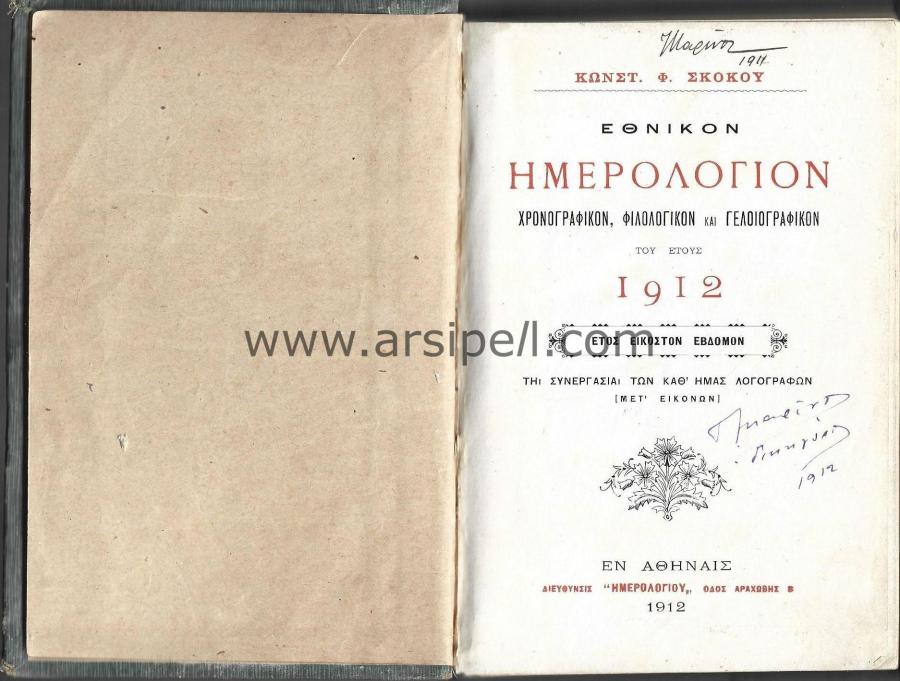 1911
ΚΩΝΣΤ. Φ. ΣΚΟΚΟΥ
ΕΘΝΙΚΟΝ
ΗΜΕΡΟΛΟΓΙΟΝ
ΧΡΟΝΟΓΡΑΦΙΚΟΝ, ΦΙΛΟΛΟΓΙΚΟΝ ΚΑΙ ΓΕΛΟΙΟΓΡΑΦΙΚΟΝ
ΤΟΥ ΕΤΟΥΣ
1912
www.arsipell.com
ΕΤΟΣ ΕΙΚΟΣΤΟΝ ΕΒΔΟΜΟΝ
ΤΗι ΣΥΝΕΡΓΑΣΙΑι ΤΩΝ ΚΑΘ' ΗΜΑΣ ΛΟΓΟΓΡΑΦΩΝ
[ΜΕΤ' ΕΙΚΟΝΩΝ]
1912
ΕΝ ΑΘΗΝΑΙΣ
ΔΙΕΥΘΥΝΣΙΣ "ΗΜΕΡΟΛΟΓΙΟΥ„ ΟΔΟΣ ΑΡΑΧΩΒΗΣ 8
1912